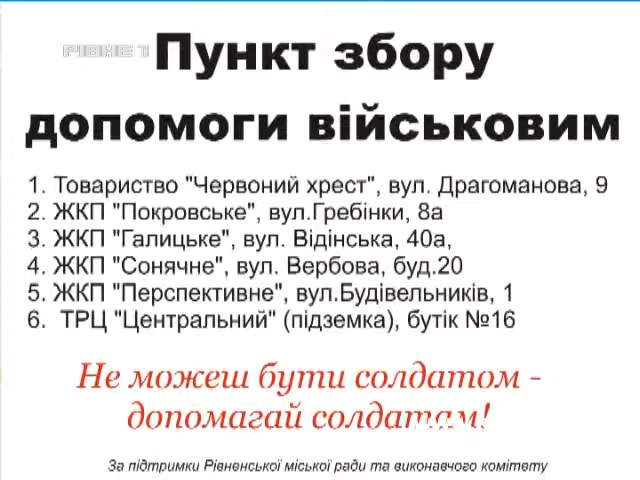 РІВНЕ 1
Пункт збору
допомоги військовим
1. Товариство "Червоний хрест", вул. Драгоманова, 9
2. ЖКП "Покровське", вул.Гребінки, 8а
3. ЖКП "Галицьке", вул. Відінська, 40а,
4. ЖКП "Сонячне", вул. Вербова, буд.20
5. ЖКП "Перспективне", вул.Будівельників, 1
6. ТРЦ "Центральний" (підземка), бутік №16
Не можеш бути солдатом -
допомагай солдатам!
За підтримки Рівненської міської ради та виконавчого комітету